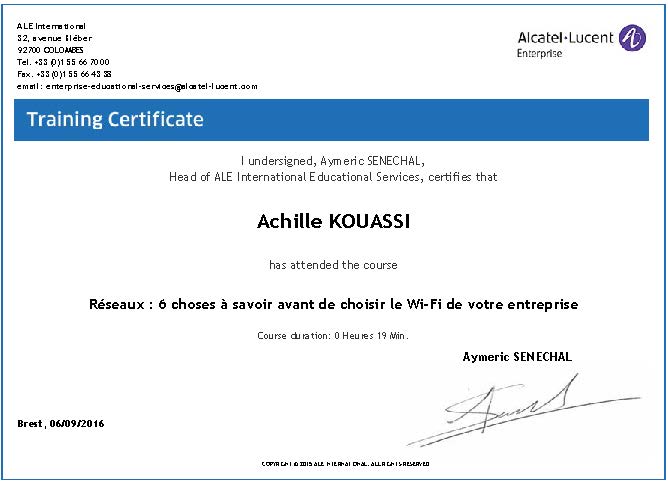 ALE International
32, avenue Kléber
92700 COLOMBES
Tel. +33 (0)1 55 66 70 00
Fax. +33 (0)1 55 66 43 38
email : enterprise-educational-services@alcatel-lucent.com
Alcatel·Lucent
Enterprise
Training Certificate
I undersigned, Aymeric SENECHAL,
Head of ALE International Educational Services, certifies that
Achille KOUASSI
has attended the course
Réseaux : 6 choses à savoir avant de choisir le Wi-Fi de votre entreprise
Course duration: 0 Heures 19 Min.
Aymeric SENECHAL
Brest, 06/09/2016
COPYRIGHT © 2015 ALE INTERNATIONAL. ALL RIGHTS RESERVED